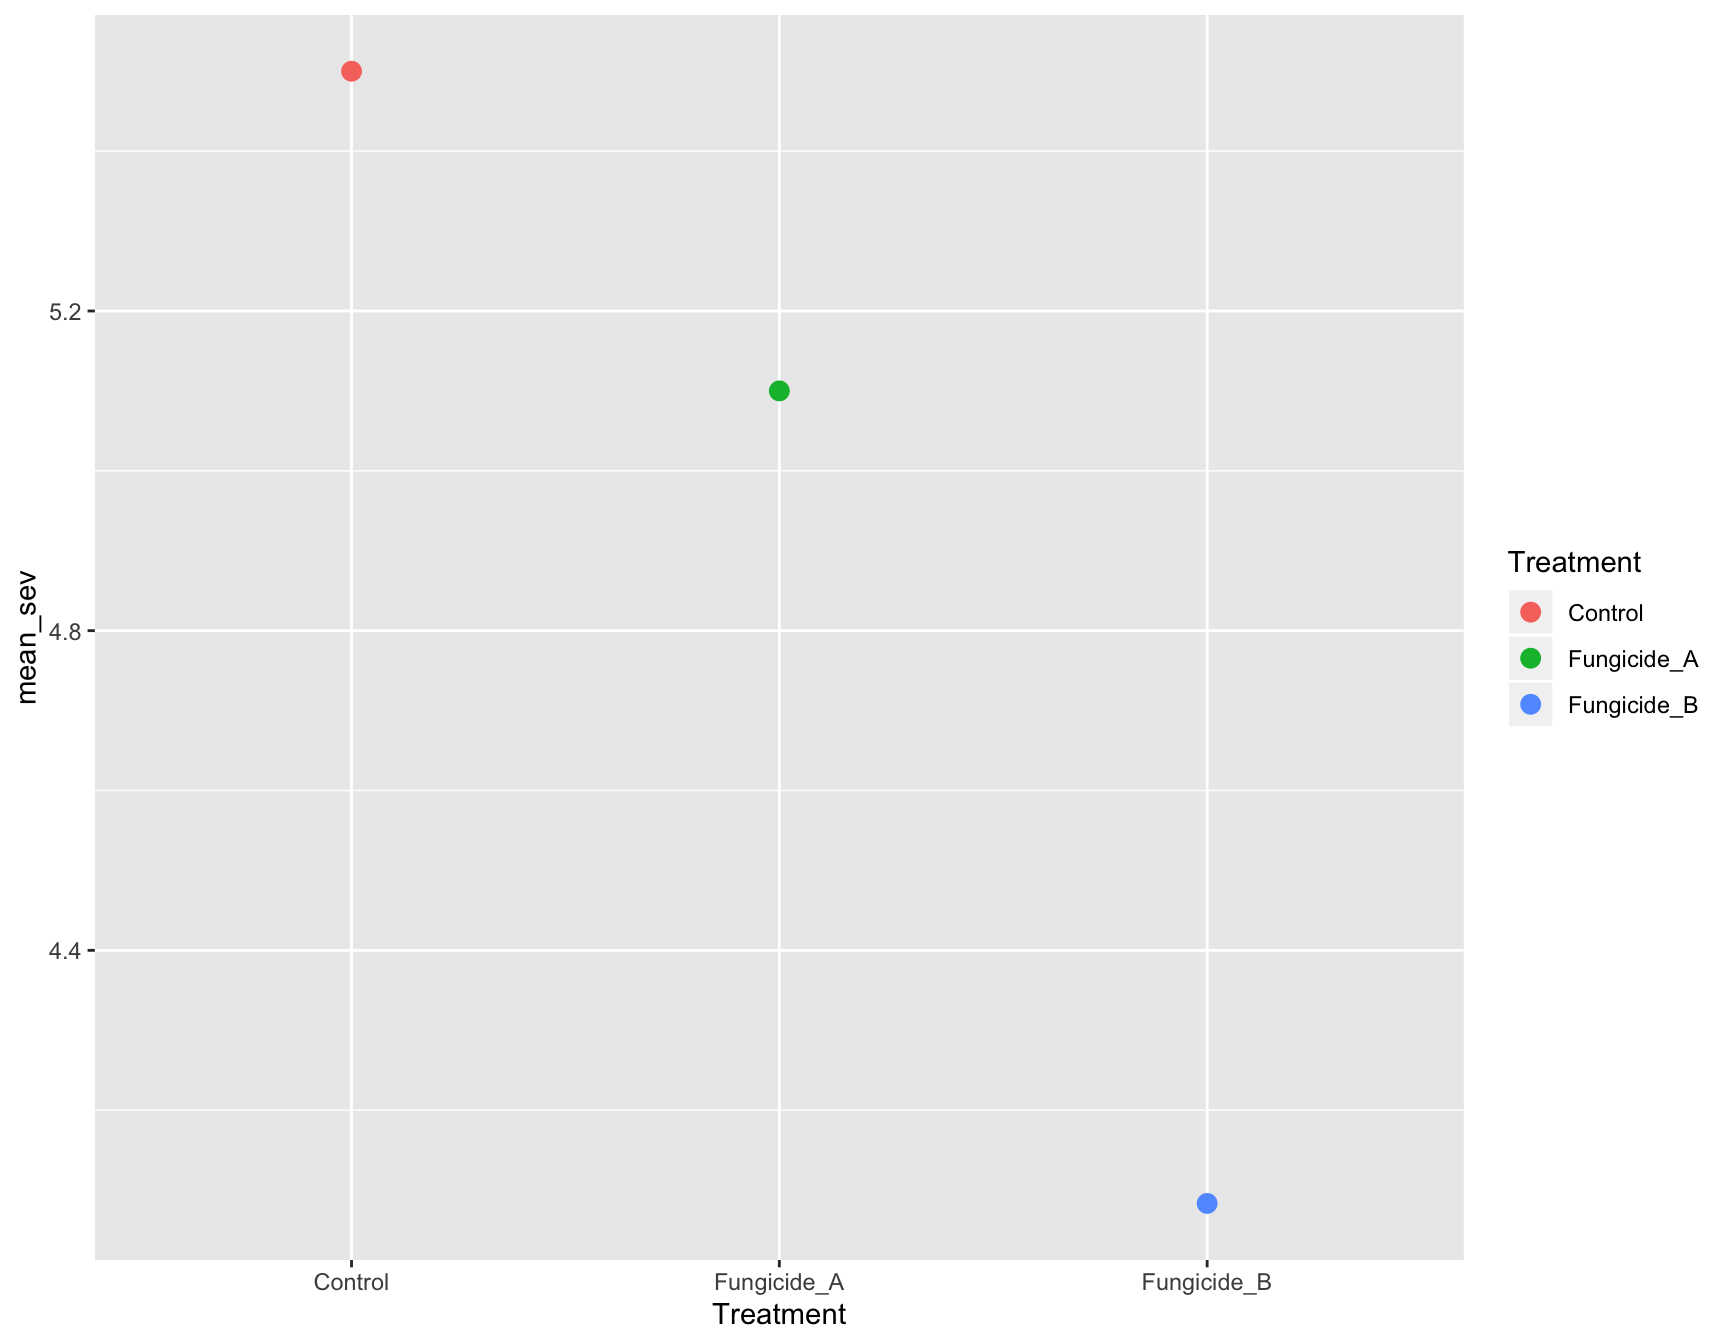 mean_sev
5.2
4.8
4.4
Control
Fungicide_A
Fungicide_B
Treatment
Treatment
Control
Fungicide_A
Fungicide_B